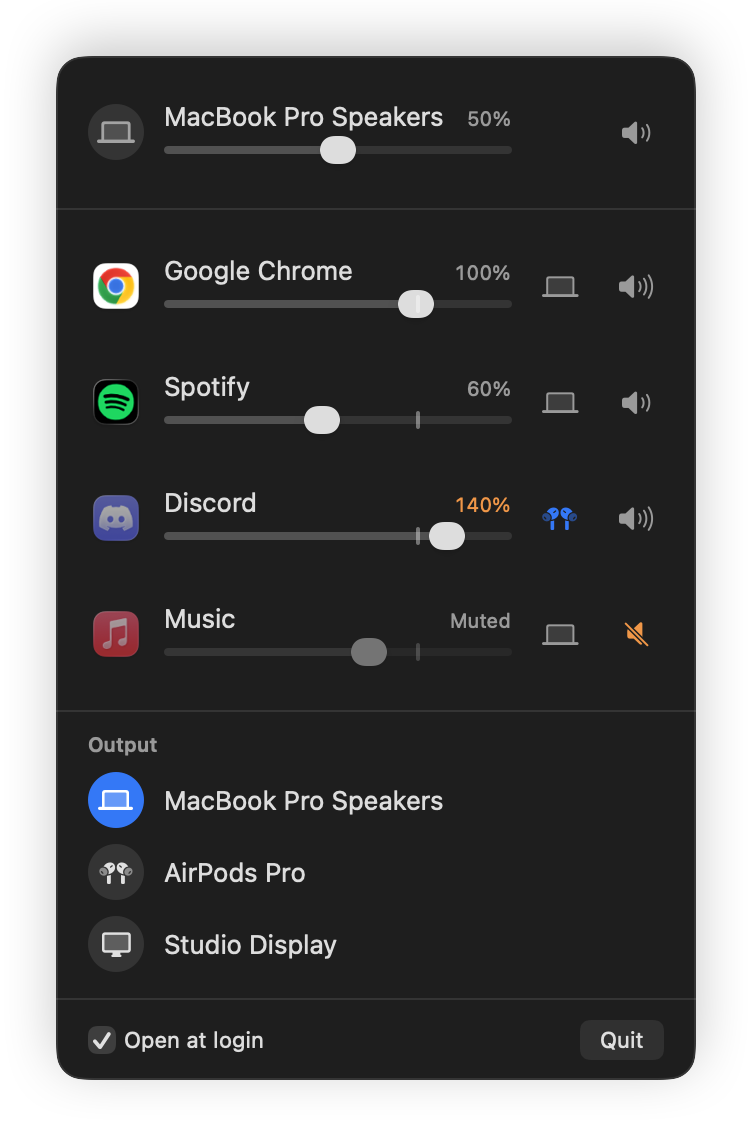 MacBook Pro Speakers 50%
Google Chrome 100%
Spotify 60%
Discord 140%
Music Muted
Output
MacBook Pro Speakers
AirPods Pro
Studio Display
Open at login Quit